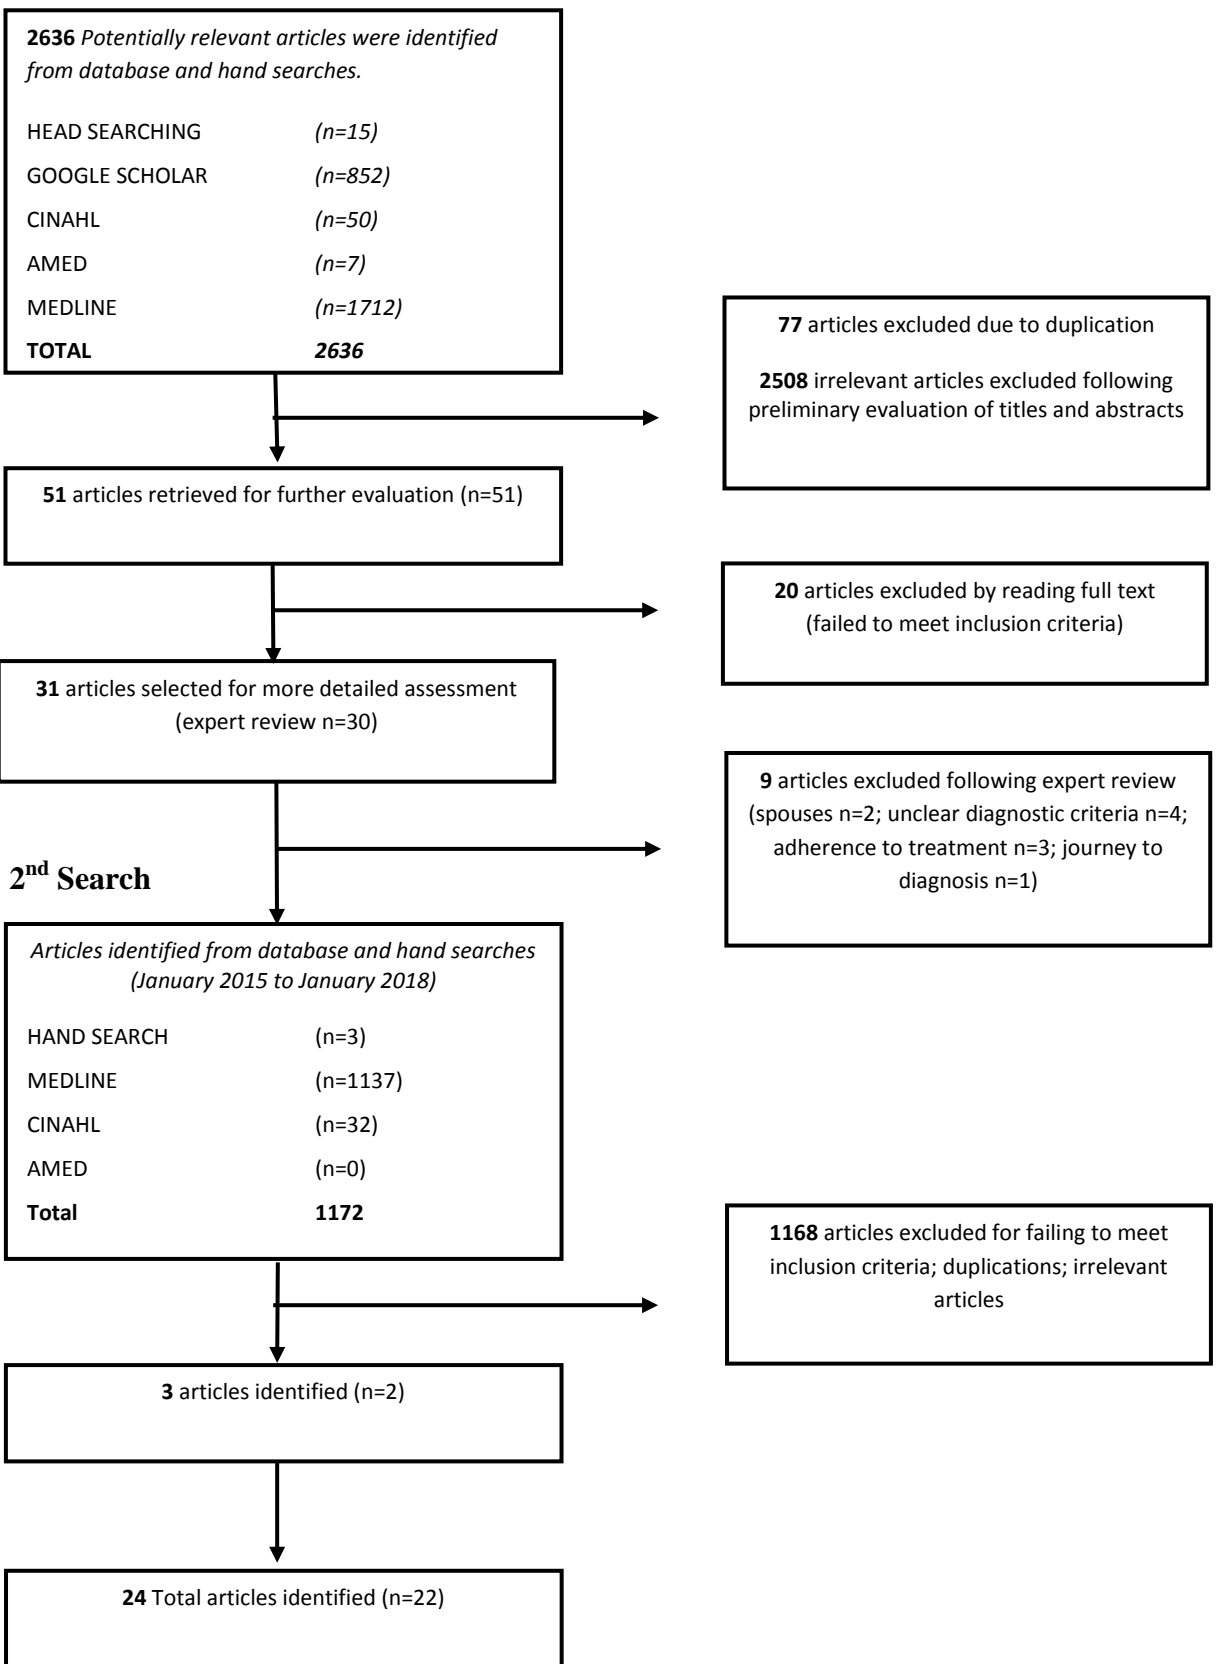 2636 Potentially relevant articles were identified
from database and hand searches.
HEAD SEARCHING (n=15)
GOOGLE SCHOLAR (n=852)
CINAHL (n=50)
AMED (n=7)
MEDLINE (n=1712)
TOTAL 2636
77 articles excluded due to duplication
2508 irrelevant articles excluded following
preliminary evaluation of titles and abstracts
51 articles retrieved for further evaluation (n=51)
20 articles excluded by reading full text
(failed to meet inclusion criteria)
31 articles selected for more detailed assessment
(expert review n=30)
9 articles excluded following expert review
(spouses n=2; unclear diagnostic criteria n=4;
adherence to treatment n=3; journey to
diagnosis n=1)
2nd Search
Articles identified from database and hand searches
(January 2015 to January 2018)
HAND SEARCH (n=3)
MEDLINE (n=1137)
CINAHL (n=32)
AMED (n=0)
Total 1172
1168 articles excluded for failing to meet
inclusion criteria; duplications; irrelevant
articles
3 articles identified (n=2)
24 Total articles identified (n=22)